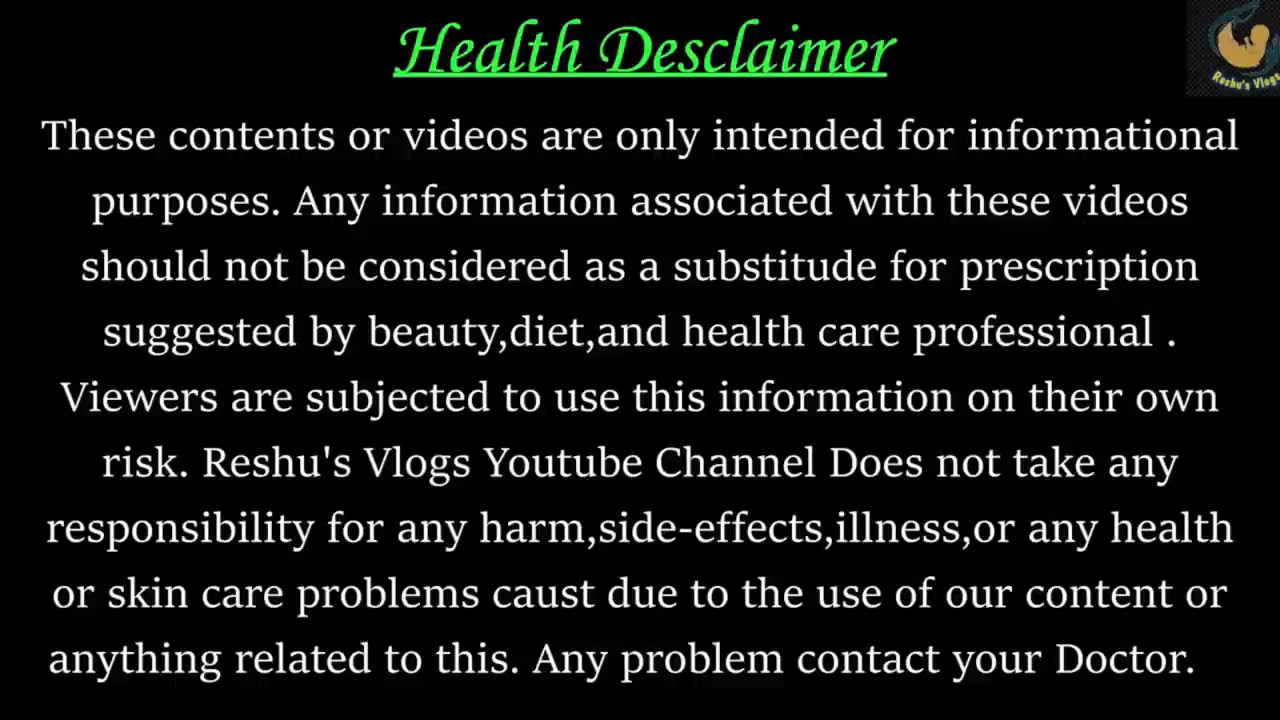 Health Desclaimer
Reshu's Vlogs
These contents or videos are only intended for informational
purposes. Any information associated with these videos
should not be considered as a substitude for prescription
suggested by beauty,diet,and health care professional .
Viewers are subjected to use this information on their own
risk. Reshu's Vlogs Youtube Channel Does not take any
responsibility for any harm,side-effects,illness,or any health
or skin care problems caust due to the use of our content or
anything related to this. Any problem contact your Doctor.